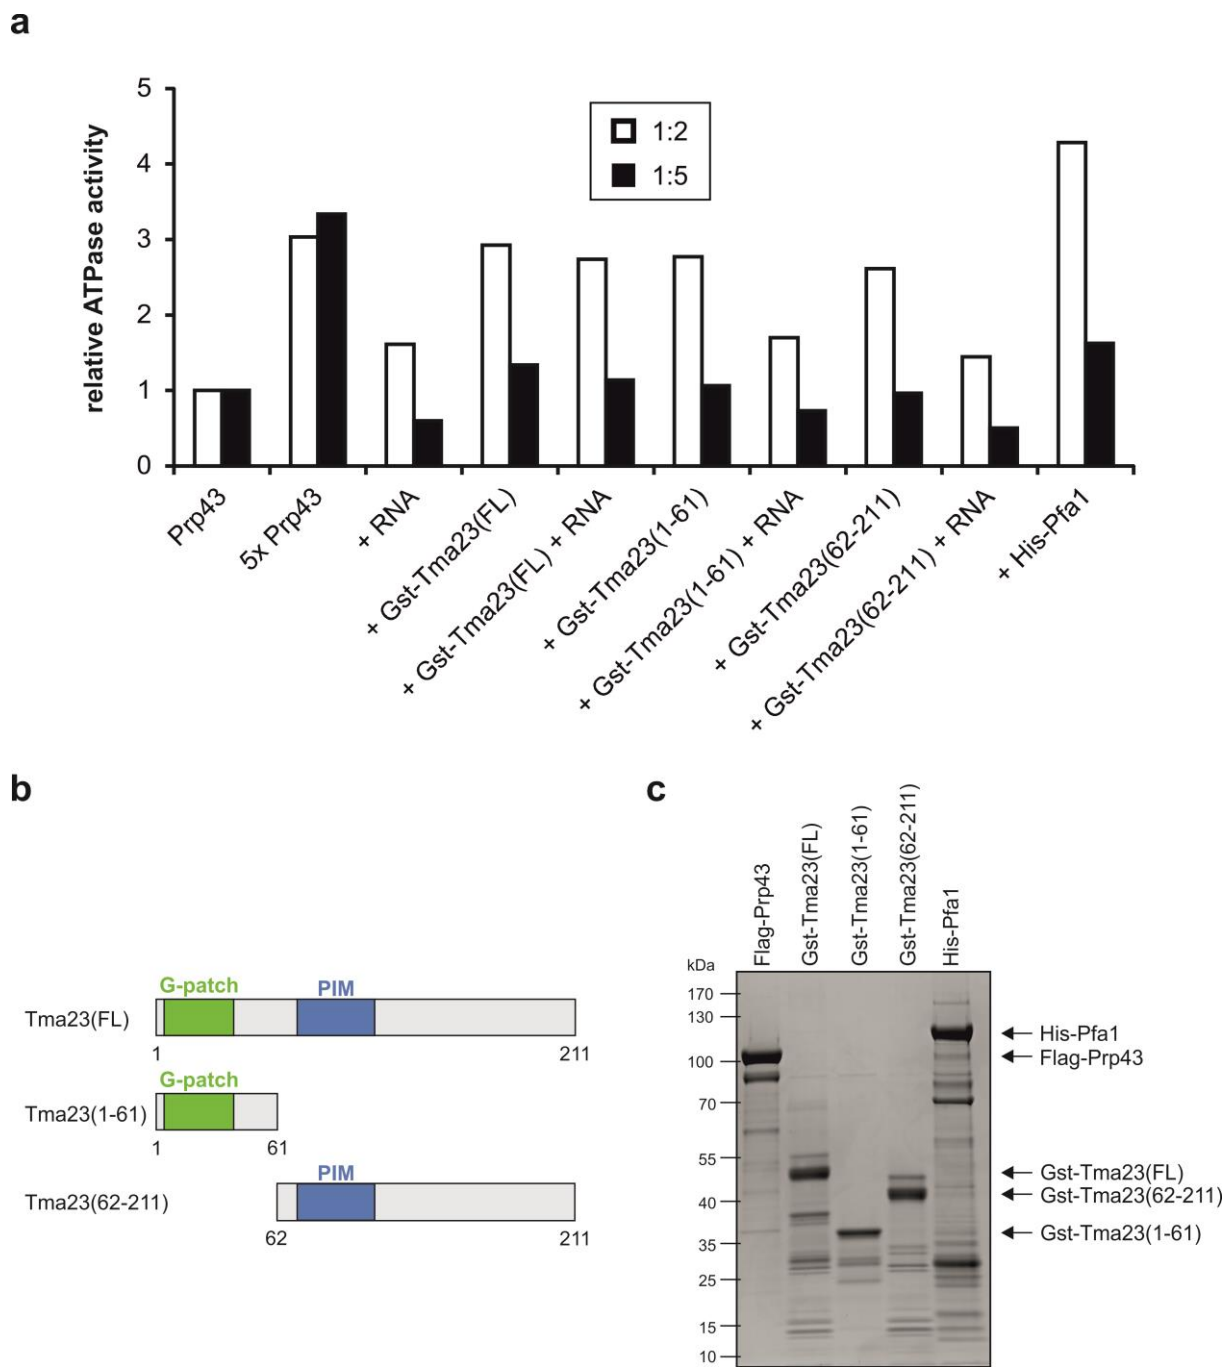 a
relative ATPase activity
5
4
3
2
1
0
1:2
1:5
Prp43
5x Prp43
+ RNA
+ Gst-Tma23(FL)
+ Gst-Tma23(FL) + RNA
+ Gst-Tma23(1-61)
+ Gst-Tma23(1-61) + RNA
+ Gst-Tma23(62-211)
+ Gst-Tma23(62-211) + RNA
+ His-Pfa1
b
G-patch PIM
Tma23(FL)
1 211
G-patch
Tma23(1-61)
1 61
PIM
Tma23(62-211)
62 211
c
Flag-Prp43
Gst-Tma23(FL)
Gst-Tma23(1-61)
Gst-Tma23(62-211)
His-Pfa1
kDa
170
130
100
70
55
40
35
25
15
10
His-Pfa1
Flag-Prp43
Gst-Tma23(FL)
Gst-Tma23(62-211)
Gst-Tma23(1-61)